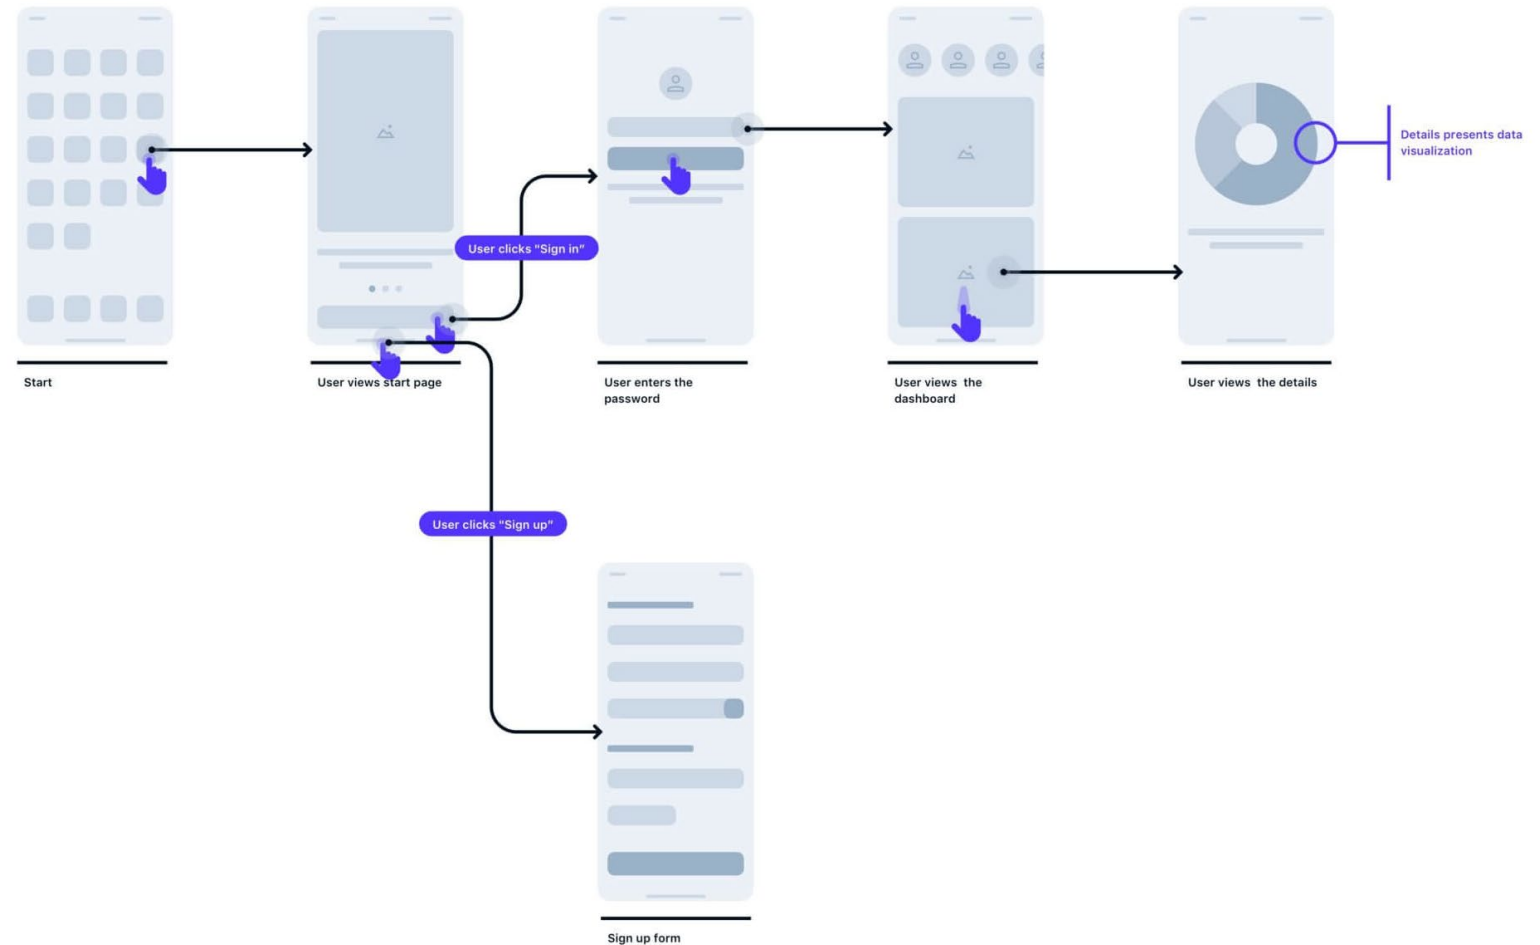 Details presents data
visualization
User clicks "Sign in"
Start
User views start page
User enters the
password
User views  the
dashboard
User views  the details
User clicks "Sign up"
Sign up form